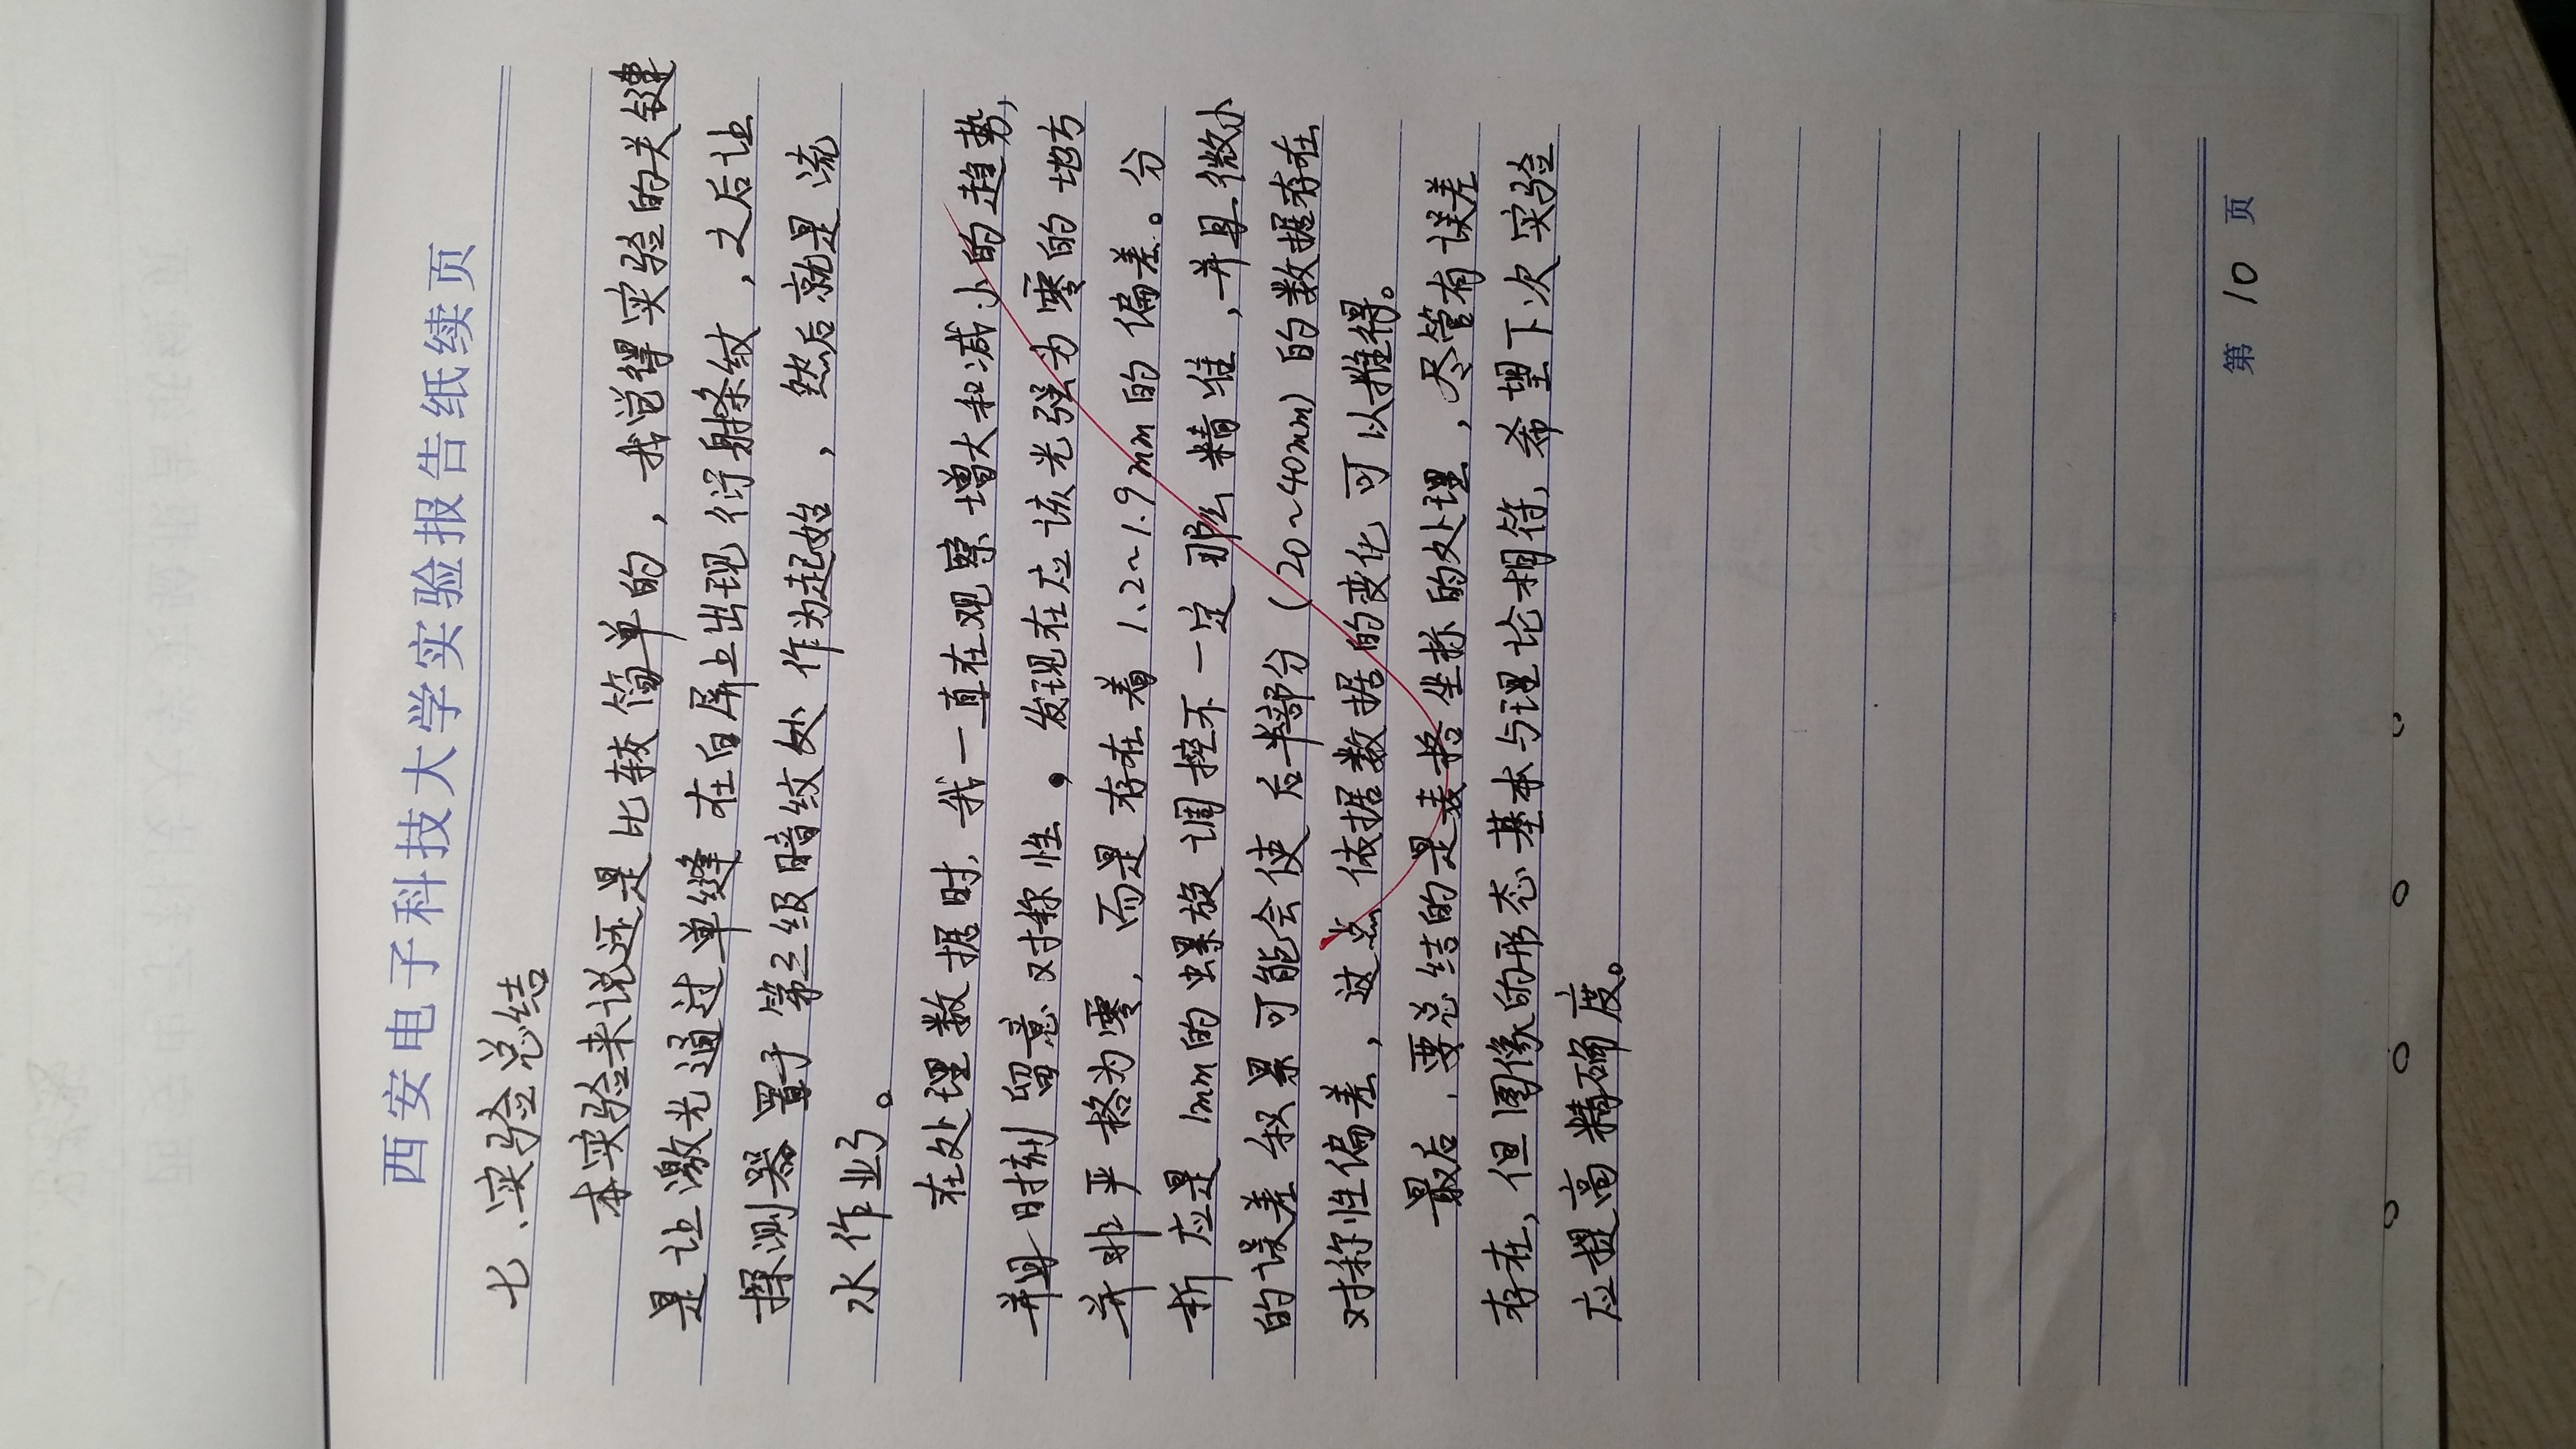 西安电子科技大学实验报告纸续页
七、实验总结
本实验来说还是比较简单的，我觉得实验的关键
是让激光通过单缝在白屏上出现衍射条纹，之后让
探测器置于第三级暗纹处作为起始，然后就是流
水作业了。
在处理数据时，我一直在观察增大和减小的趋势，
并且时刻留意对称性，发现在应该光强为零的地方
并非严格为零，而是存在着1.2~1.9mm的偏差。分
析应是1mm的螺旋调控不一定那么精准，并且微小
的误差积累可能会使后半部分（20~40mm）的数据存在
对称性偏差，这点依据数据的变化可以推得。
最后，要总结的是表格坐标的处理，尽管有误差
存在，但图像的形态基本与理论相符，希望下次实验
应提高精确度。
第 10 页